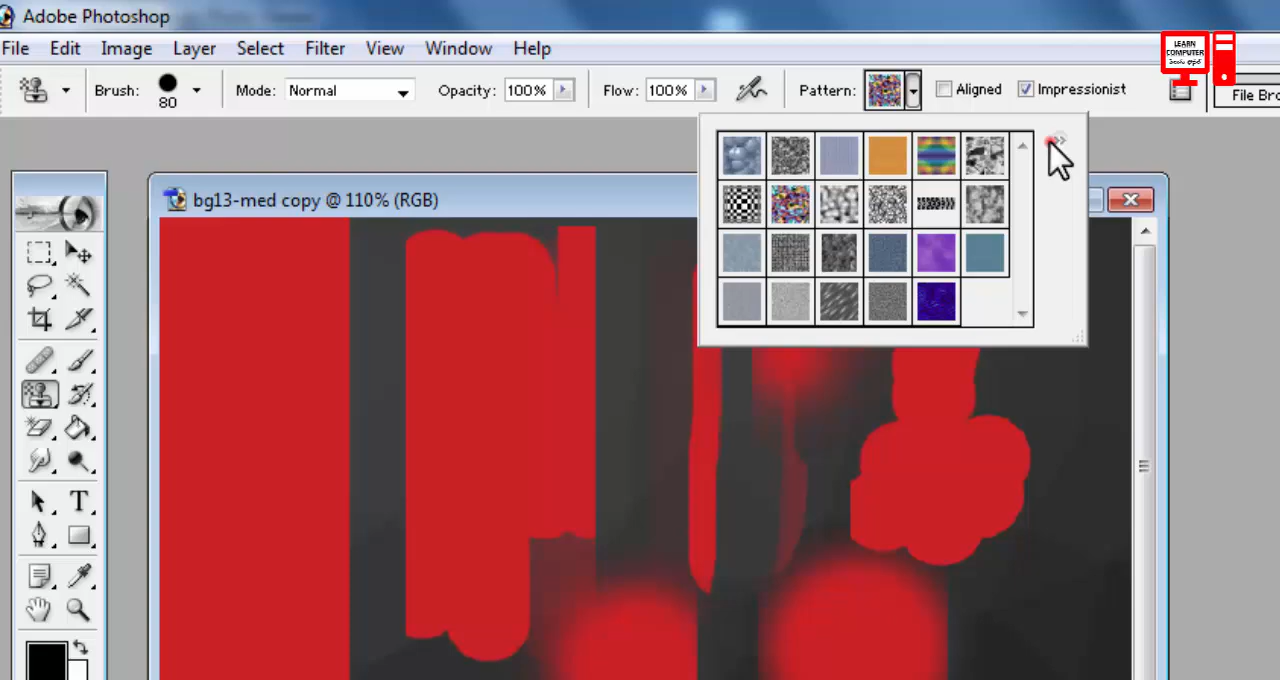 Adobe Photoshop
File Edit Image Layer Select Filter View Window Help
LEARN
COMPUTER
Brush: 80 Mode: Normal Opacity: 100% Flow: 100% Pattern: Aligned Impressionist
File Bro
bg13-med copy @ 110% (RGB)
T